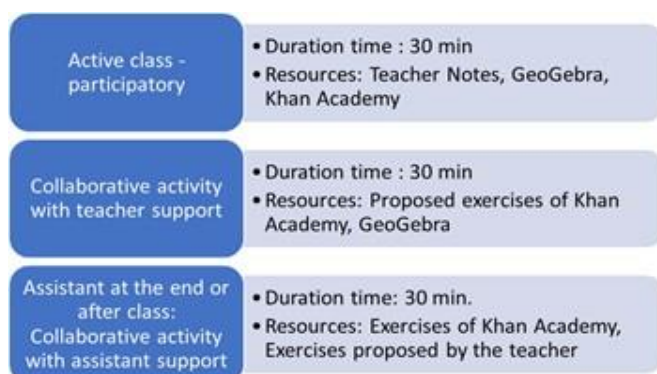 Active class -
participatory
• Duration time : 30 min
• Resources: Teacher Notes, GeoGebra,
Khan Academy
Collaborative activity
with teacher support
• Duration time : 30 min
• Resources: Proposed exercises of Khan
Academy, GeoGebra
Assistant at the end or
after class:
Collaborative activity
with assistant support
• Duration time: 30 min.
• Resources: Exercises of Khan Academy,
Exercises proposed by the teacher